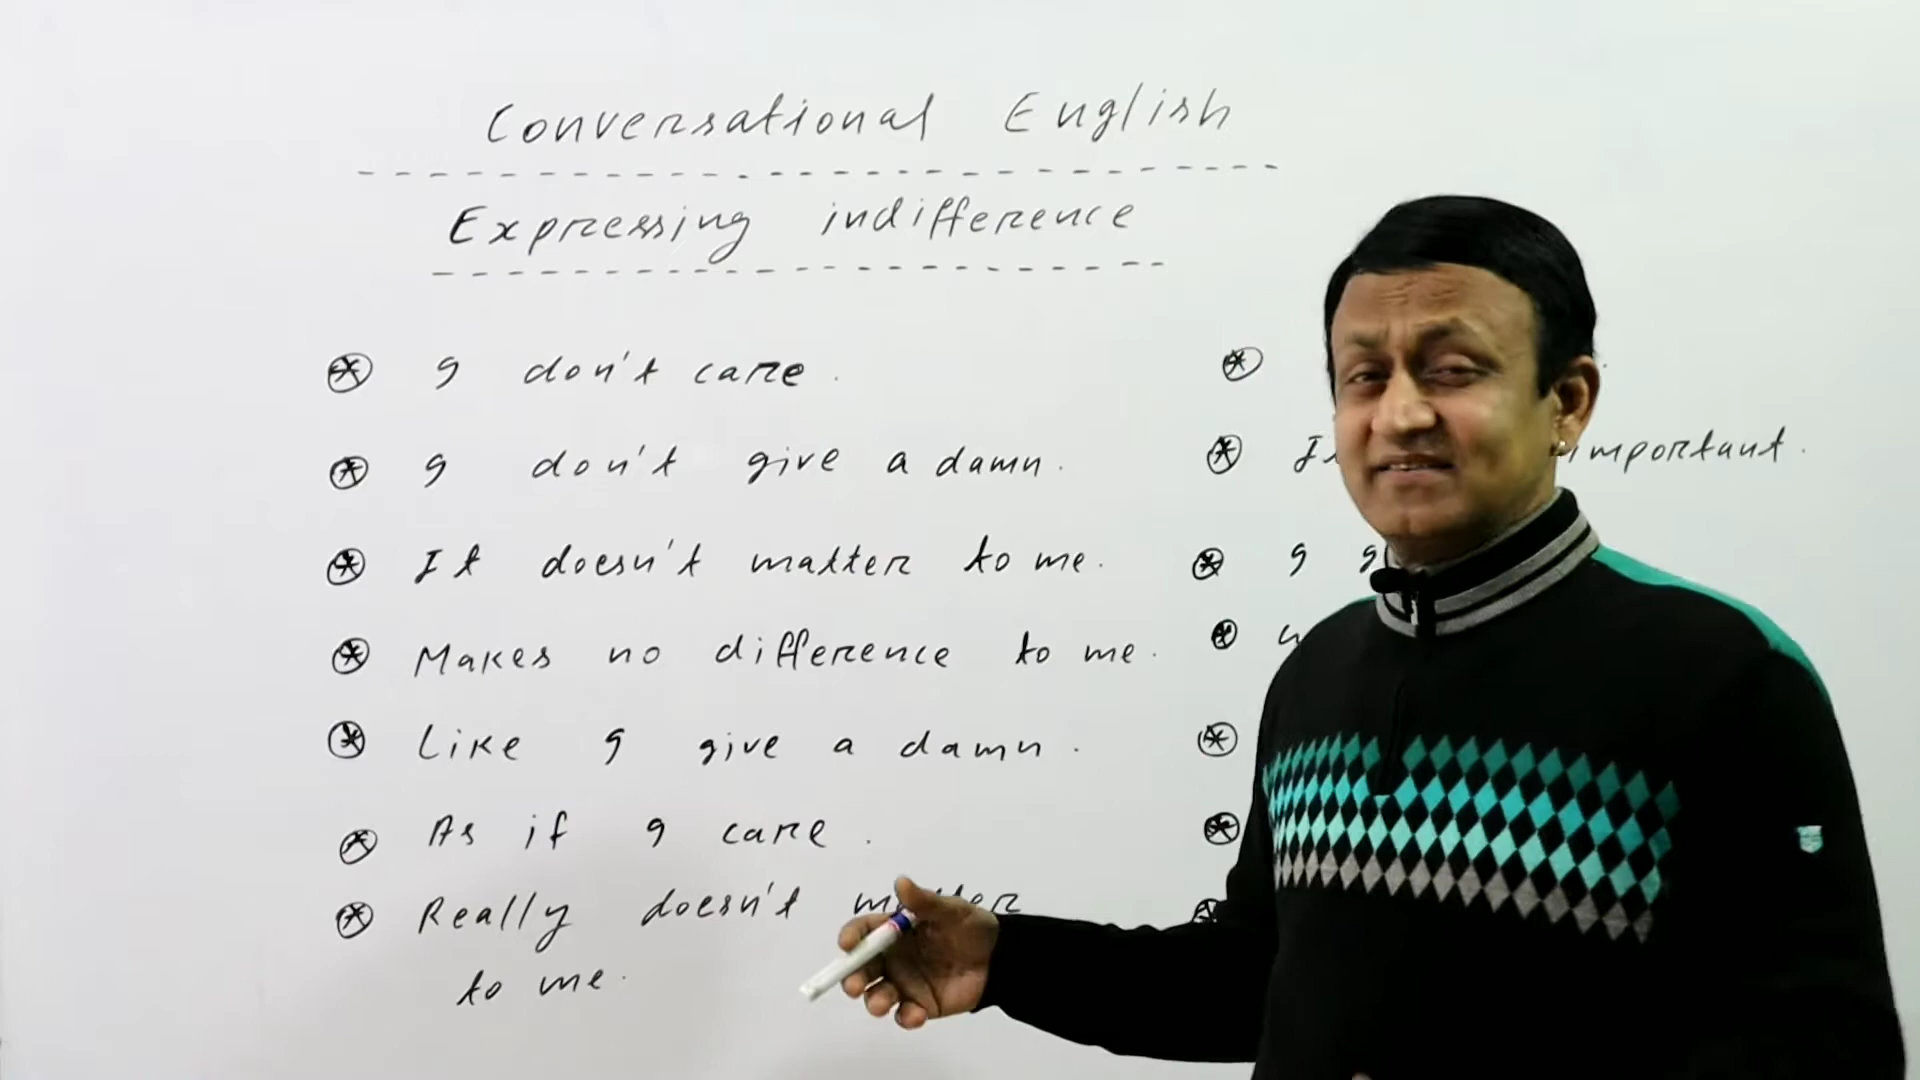 Conversational English
Expressing indifference
I don't care.
I don't give a damn.
It doesn't matter to me.
Makes no difference to me.
Like I give a damn.
As if I care.
Really doesn't matter
to me.
important.
I